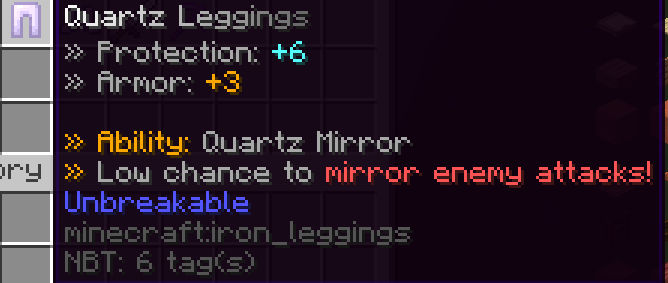 Quartz Leggings
» Protection: +6
» Armor: +3
» Ability: Quartz Mirror
» Low chance to mirror enemy attacks!
ory
Unbreakable
minecraft:iron_leggings
NBT: 6 tag(s)